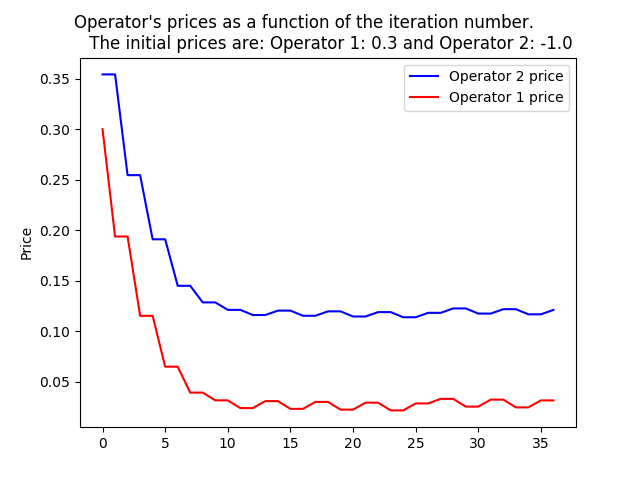 Operator's prices as a function of the iteration number.
The initial prices are: Operator 1: 0.3 and Operator 2: -1.0
Operator 2 price
Operator 1 price
Price
0.35
0.30
0.25
0.20
0.15
0.10
0.05
0 5 10 15 20 25 30 35